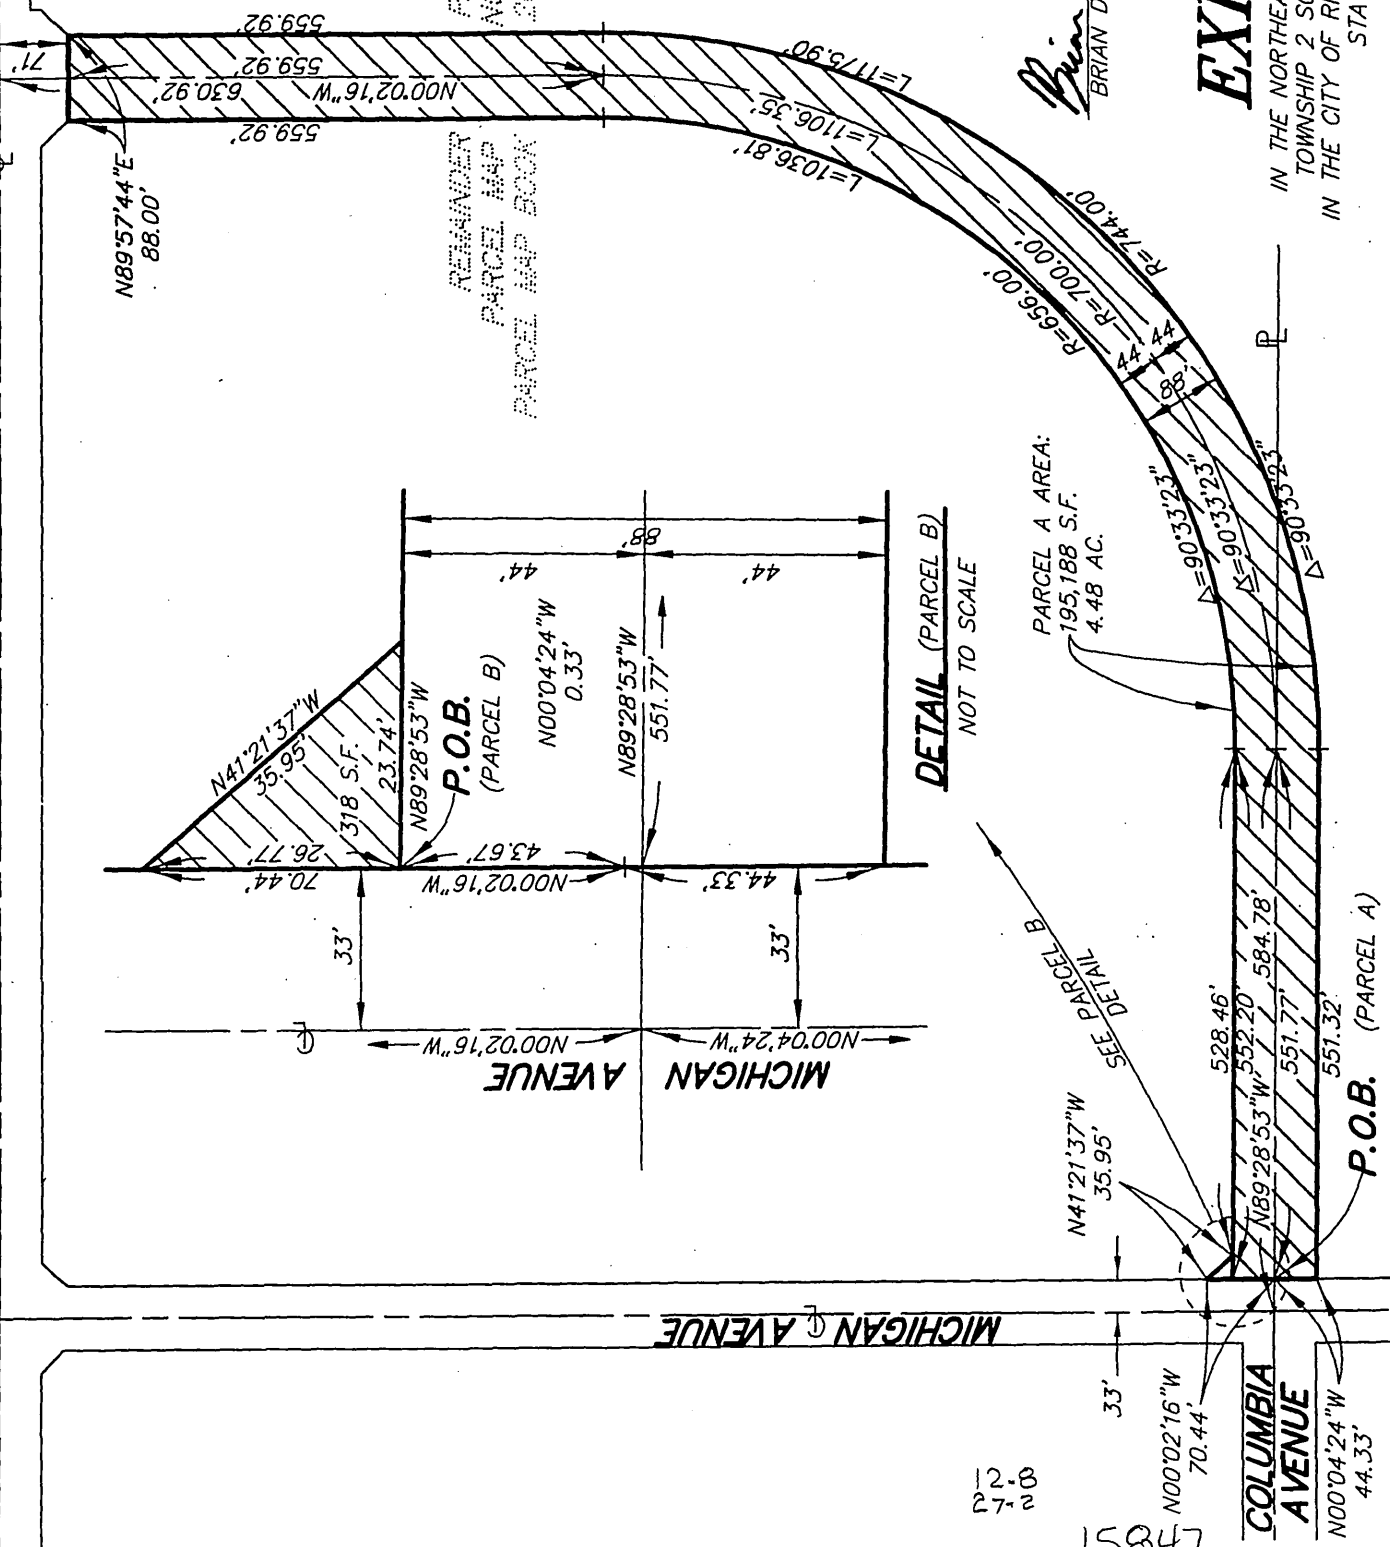 71'
559.92'
559.92'
630.92'
N00°02'16"W
559.92'
N89°57'44"E
88.00'
REMAINDER
PARCEL MAP
PARCEL MAP BOOK
L=1175.90'
L=1106.35'
L=1036.81'
R=744.00'
R=700.00'
R=656.00'
44
44
88'
Δ=90°33'23"
Δ=90°33'23"
Δ=90°33'23"
BRIAN D
IN THE NORTHEA
TOWNSHIP 2 SO
IN THE CITY OF RI
STA
PL
PARCEL A AREA:
195,188 S.F.
4.48 AC.
N41°21'37"W
35.95'
318 S.F.
23.74'
N89°28'53"W
P.O.B.
(PARCEL B)
26.77'
70.44'
N00°02'16"W
43.67'
44.33'
N00°04'24"W
0.33'
N89°28'53"W
551.77'
88'
44'
44'
33'
33'
N00°02'16"W
N00°04'24"W
MICHIGAN
AVENUE
DETAIL (PARCEL B)
NOT TO SCALE
SEE PARCEL B
DETAIL
N41°21'37"W
35.95'
528.46'
552.20'
N89°28'53"W
584.78'
551.77'
551.32'
P.O.B. (PARCEL A)
MICHIGAN AVENUE
33'
N00°02'16"W
70.44'
COLUMBIA
AVENUE
N00°04'24"W
44.33'
12-8
27-2
15847